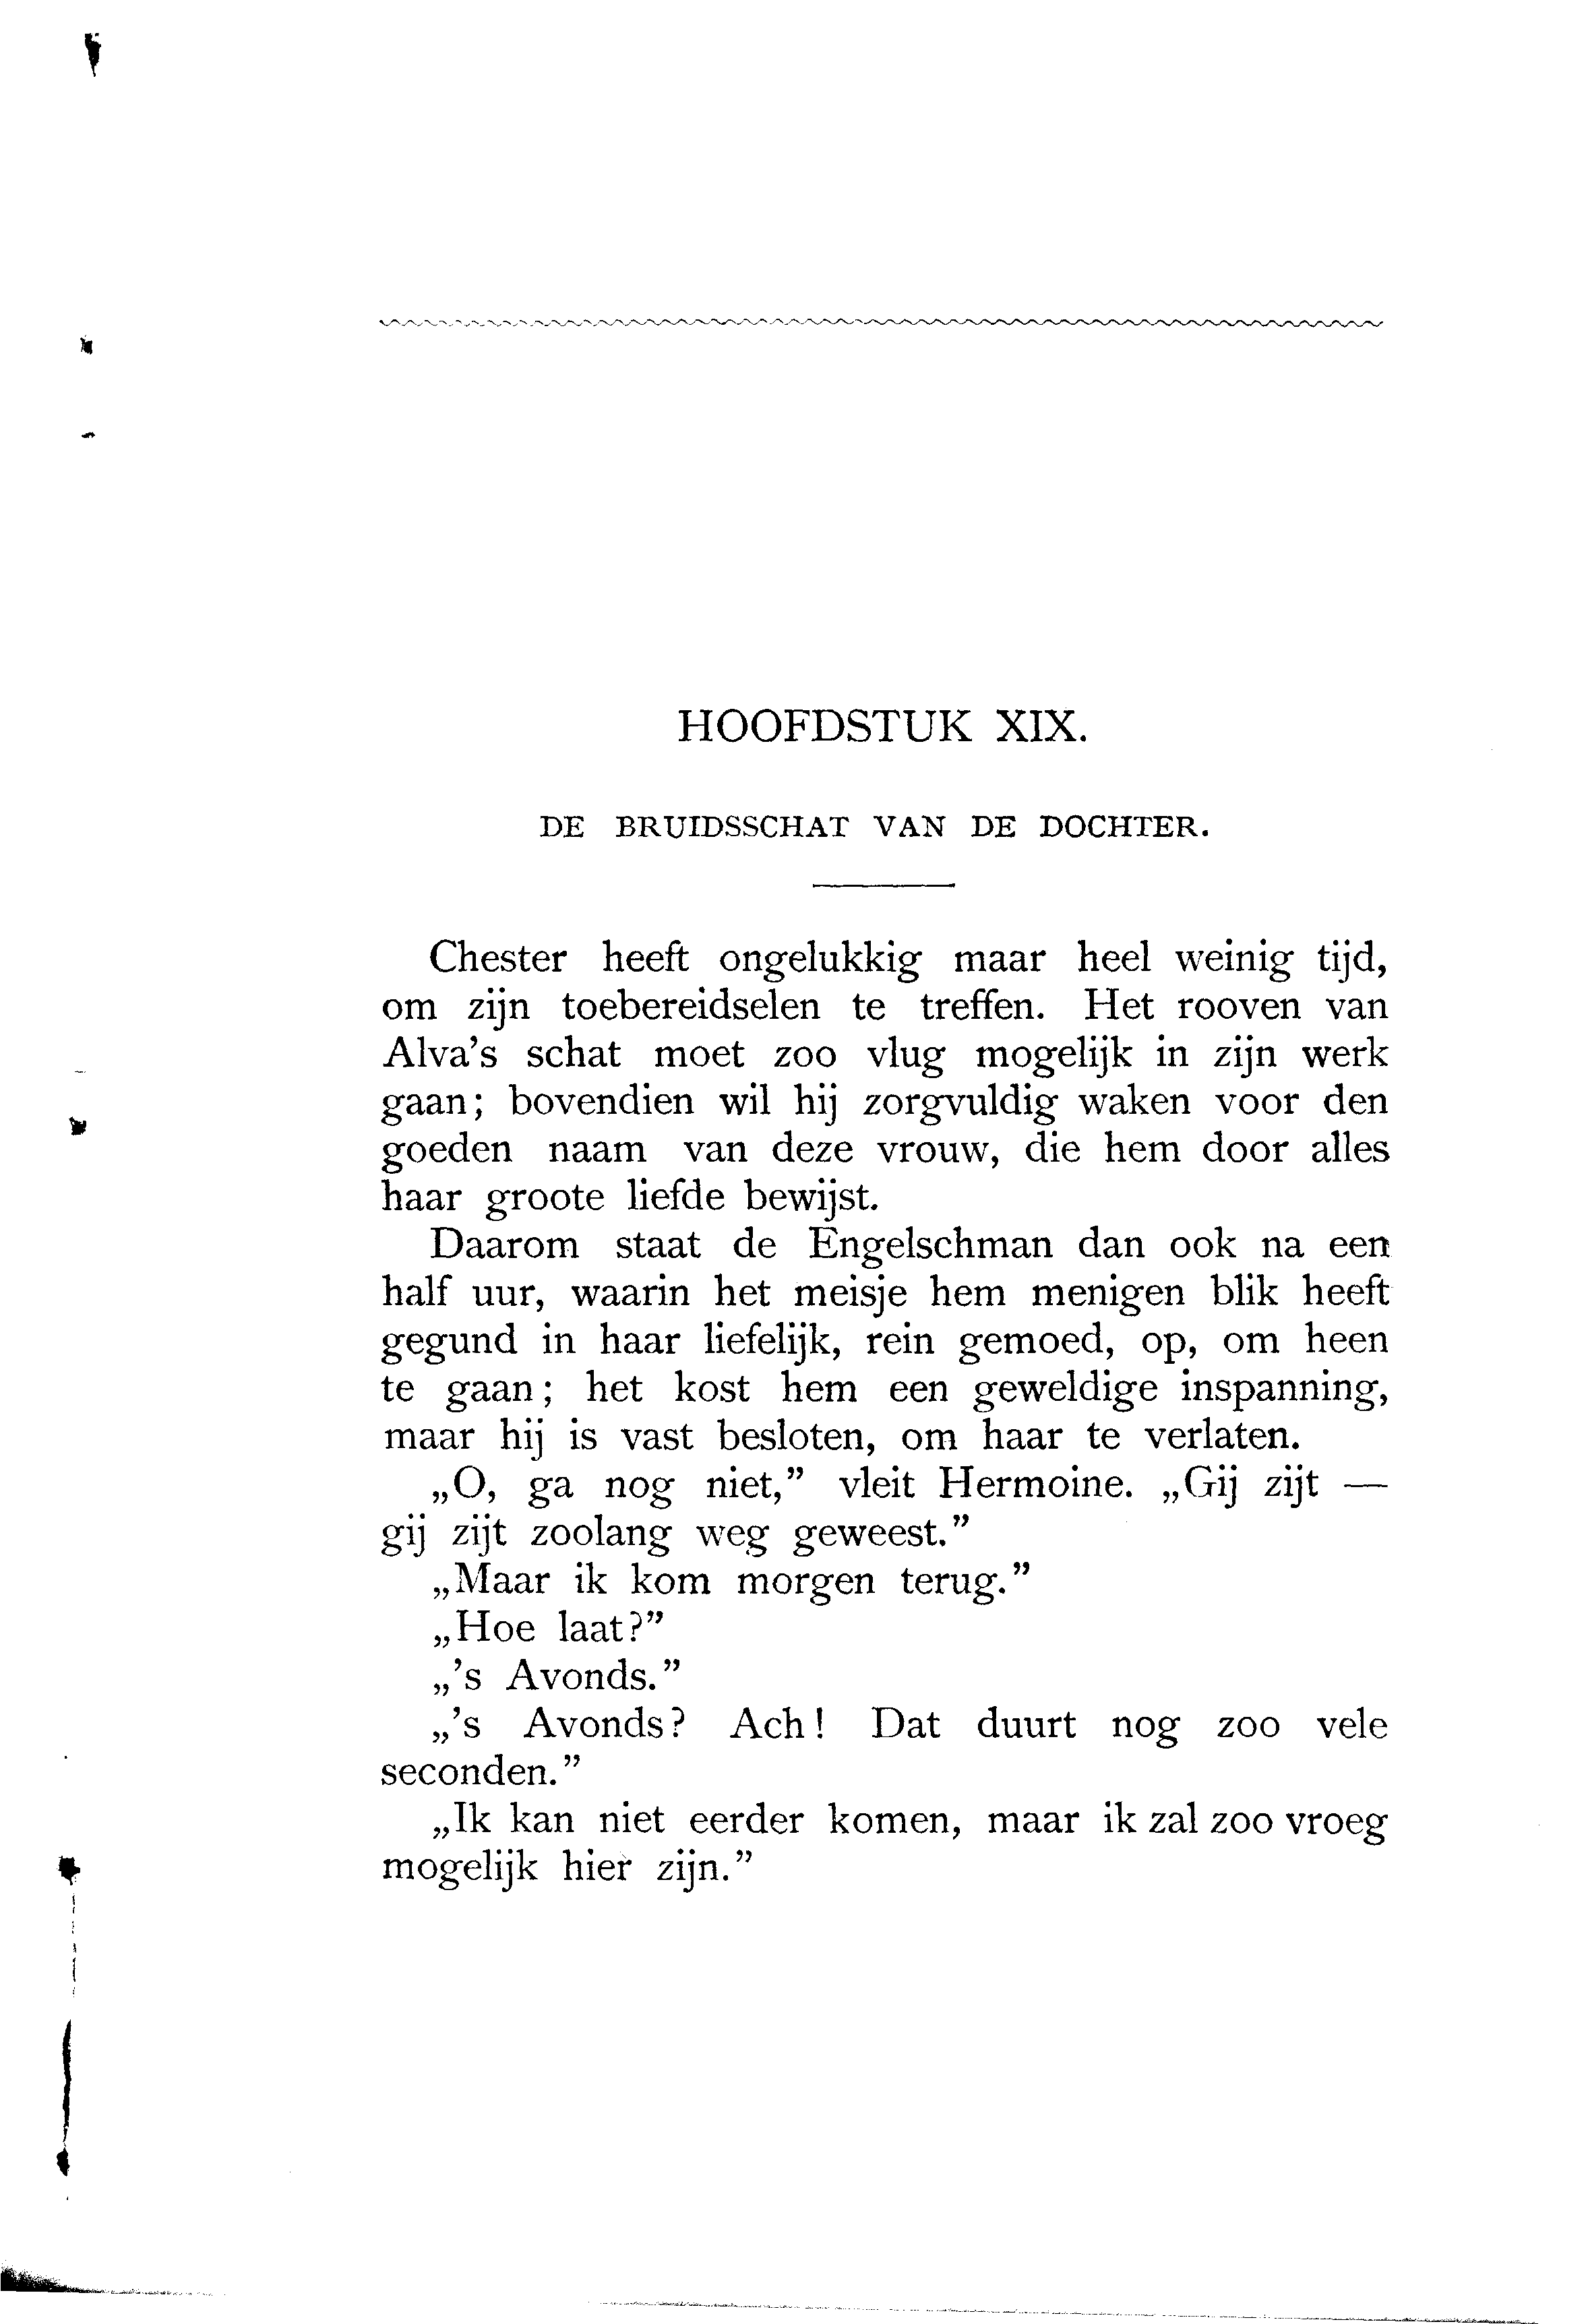 HOOFDSTUK XIX.
DE BRUIDSSCHAT VAN DE DOCHTER.
Chester heeft ongelukkig maar heel weinig tijd,
om zijn toebereidselen te treffen. Het rooven van
Alva's schat moet zoo vlug mogelijk in zijn werk
gaan; bovendien wil hij zorgvuldig waken voor den
goeden naam van deze vrouw, die hem door alles
haar groote liefde bewijst.
Daarom staat de Engelschman dan ook na een
half uur, waarin het meisje hem menigen blik heeft
gegund in haar liefelijk, rein gemoed, op, om heen
te gaan; het kost hem een geweldige inspanning,
maar hij is vast besloten, om haar te verlaten.
„O, ga nog niet,” vleit Hermoine. „Gij zijt —
gij zijt zoolang weg geweest.”
„Maar ik kom morgen terug.”
„Hoe laat?”
„'s Avonds.”
„'s Avonds? Ach! Dat duurt nog zoo vele
seconden.”
„Ik kan niet eerder komen, maar ik zal zoo vroeg
mogelijk hier zijn.”